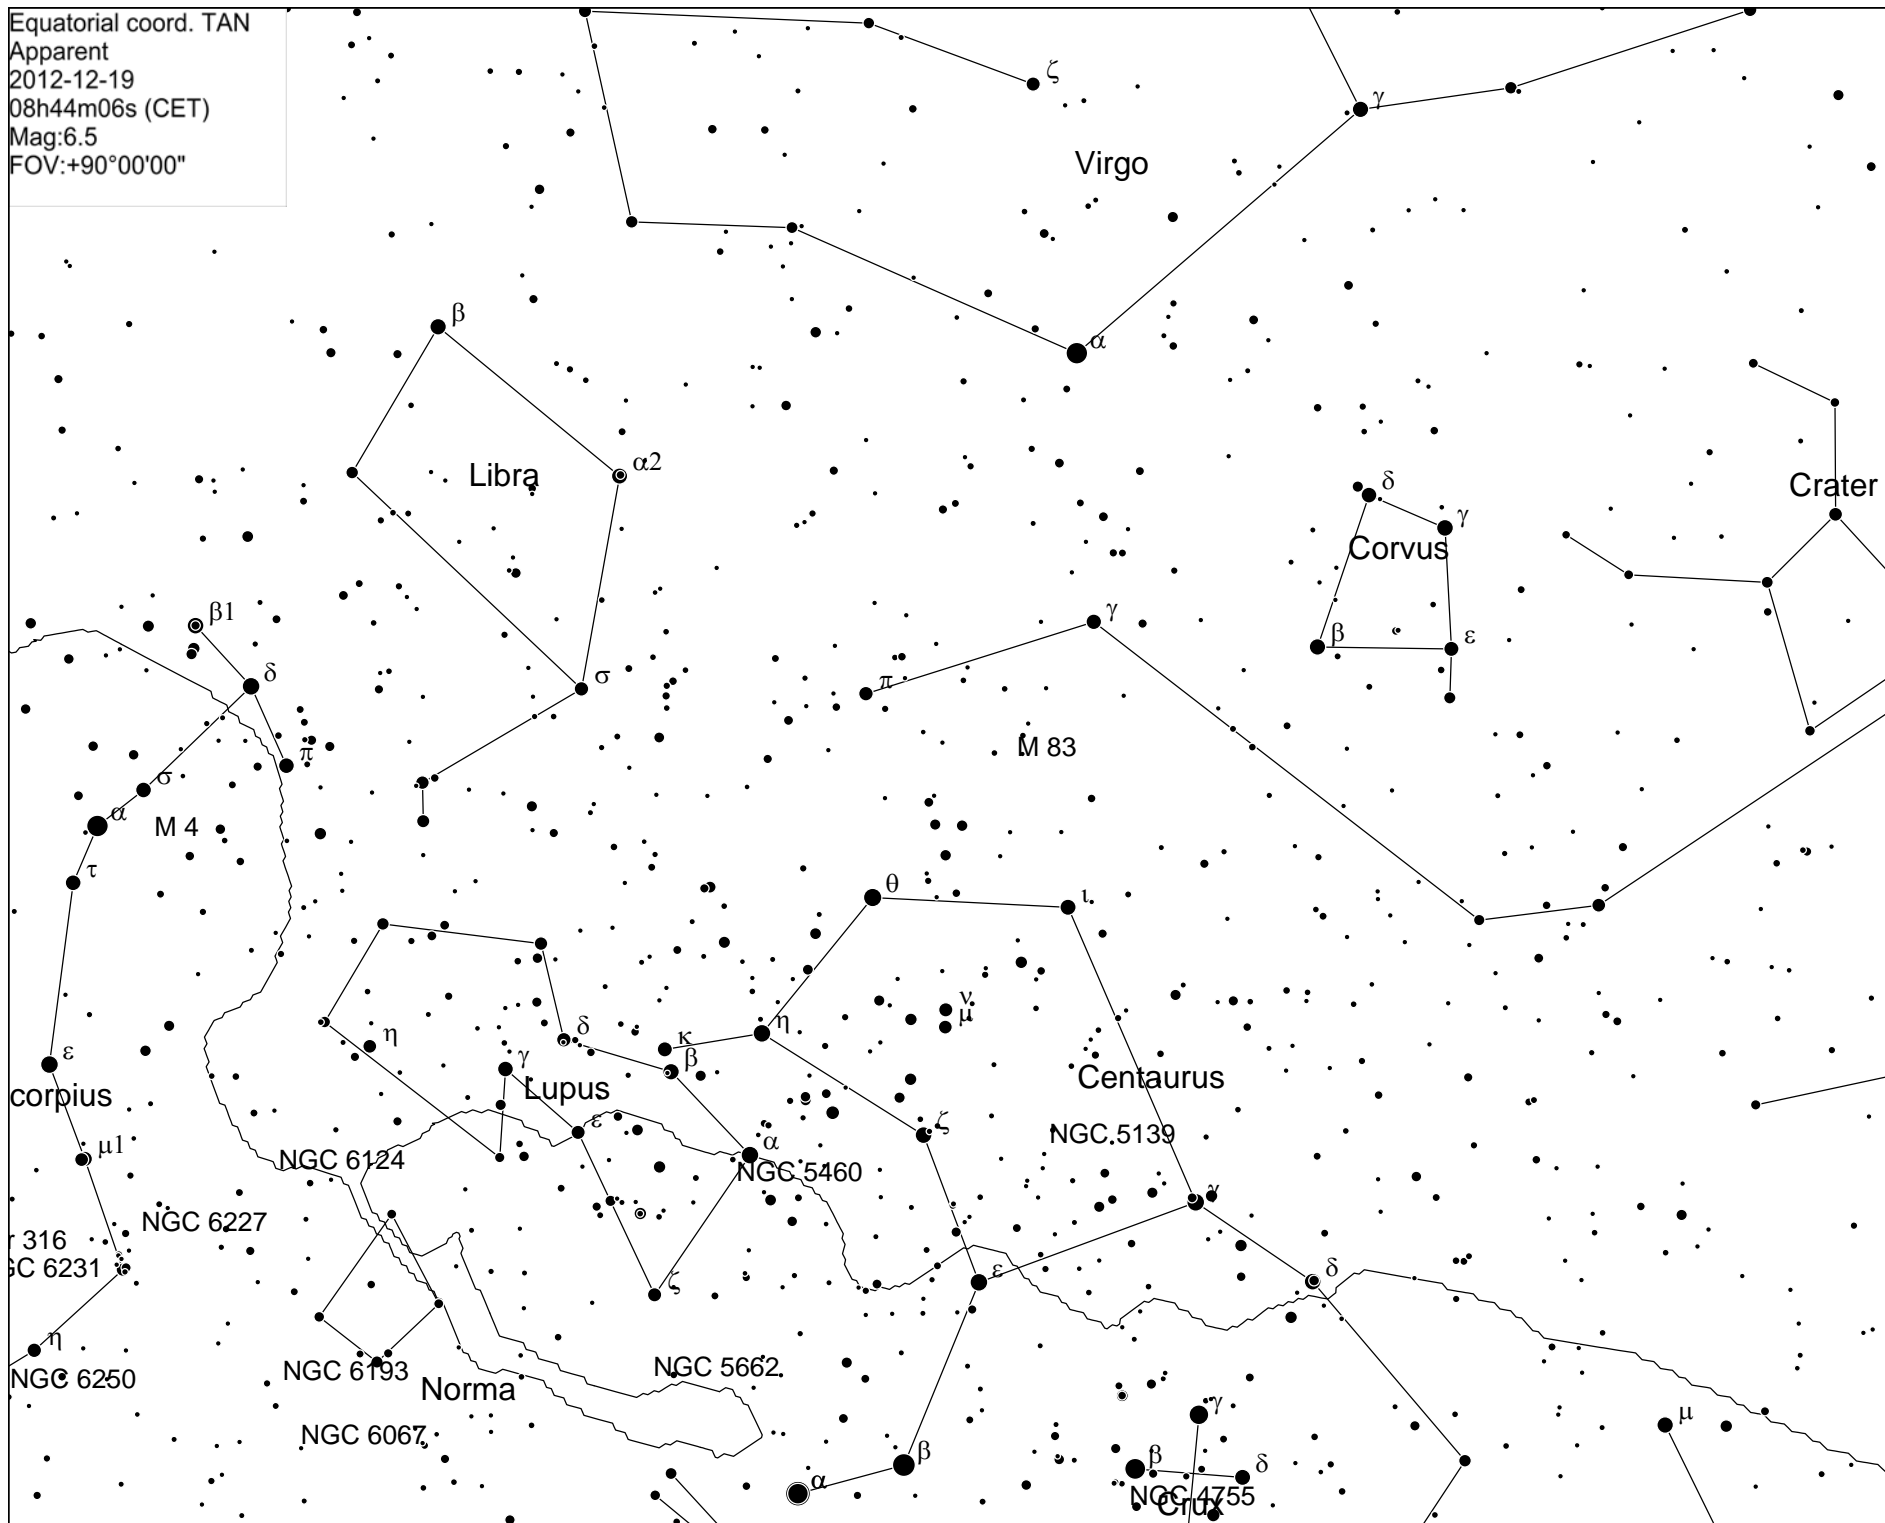 Equatorial coord. TAN
Apparent
2012-12-19
08h44m06s (CET)
Mag:6.5
FOV:+90°00'00"
ζ
γ
Virgo
β
α
Libra
α2
δ
Crater
γ
Corvus
β1
γ
β
ε
δ
σ
π
π
M 83
σ
α
M 4
τ
θ
ι
ν
μ
η
δ
κ
η
β
γ
ε
Lupus
Centaurus
corpius
ε
ζ
NGC 5139
μ1
α
NGC 6124
NGC 5460
γ
NGC 6227
r 316
GC 6231
ε
δ
ζ
η
NGC 5662
NGC 6193
NGC 6250
Norma
γ
μ
NGC 6067
β
β
δ
α
NGC 4755
Crux